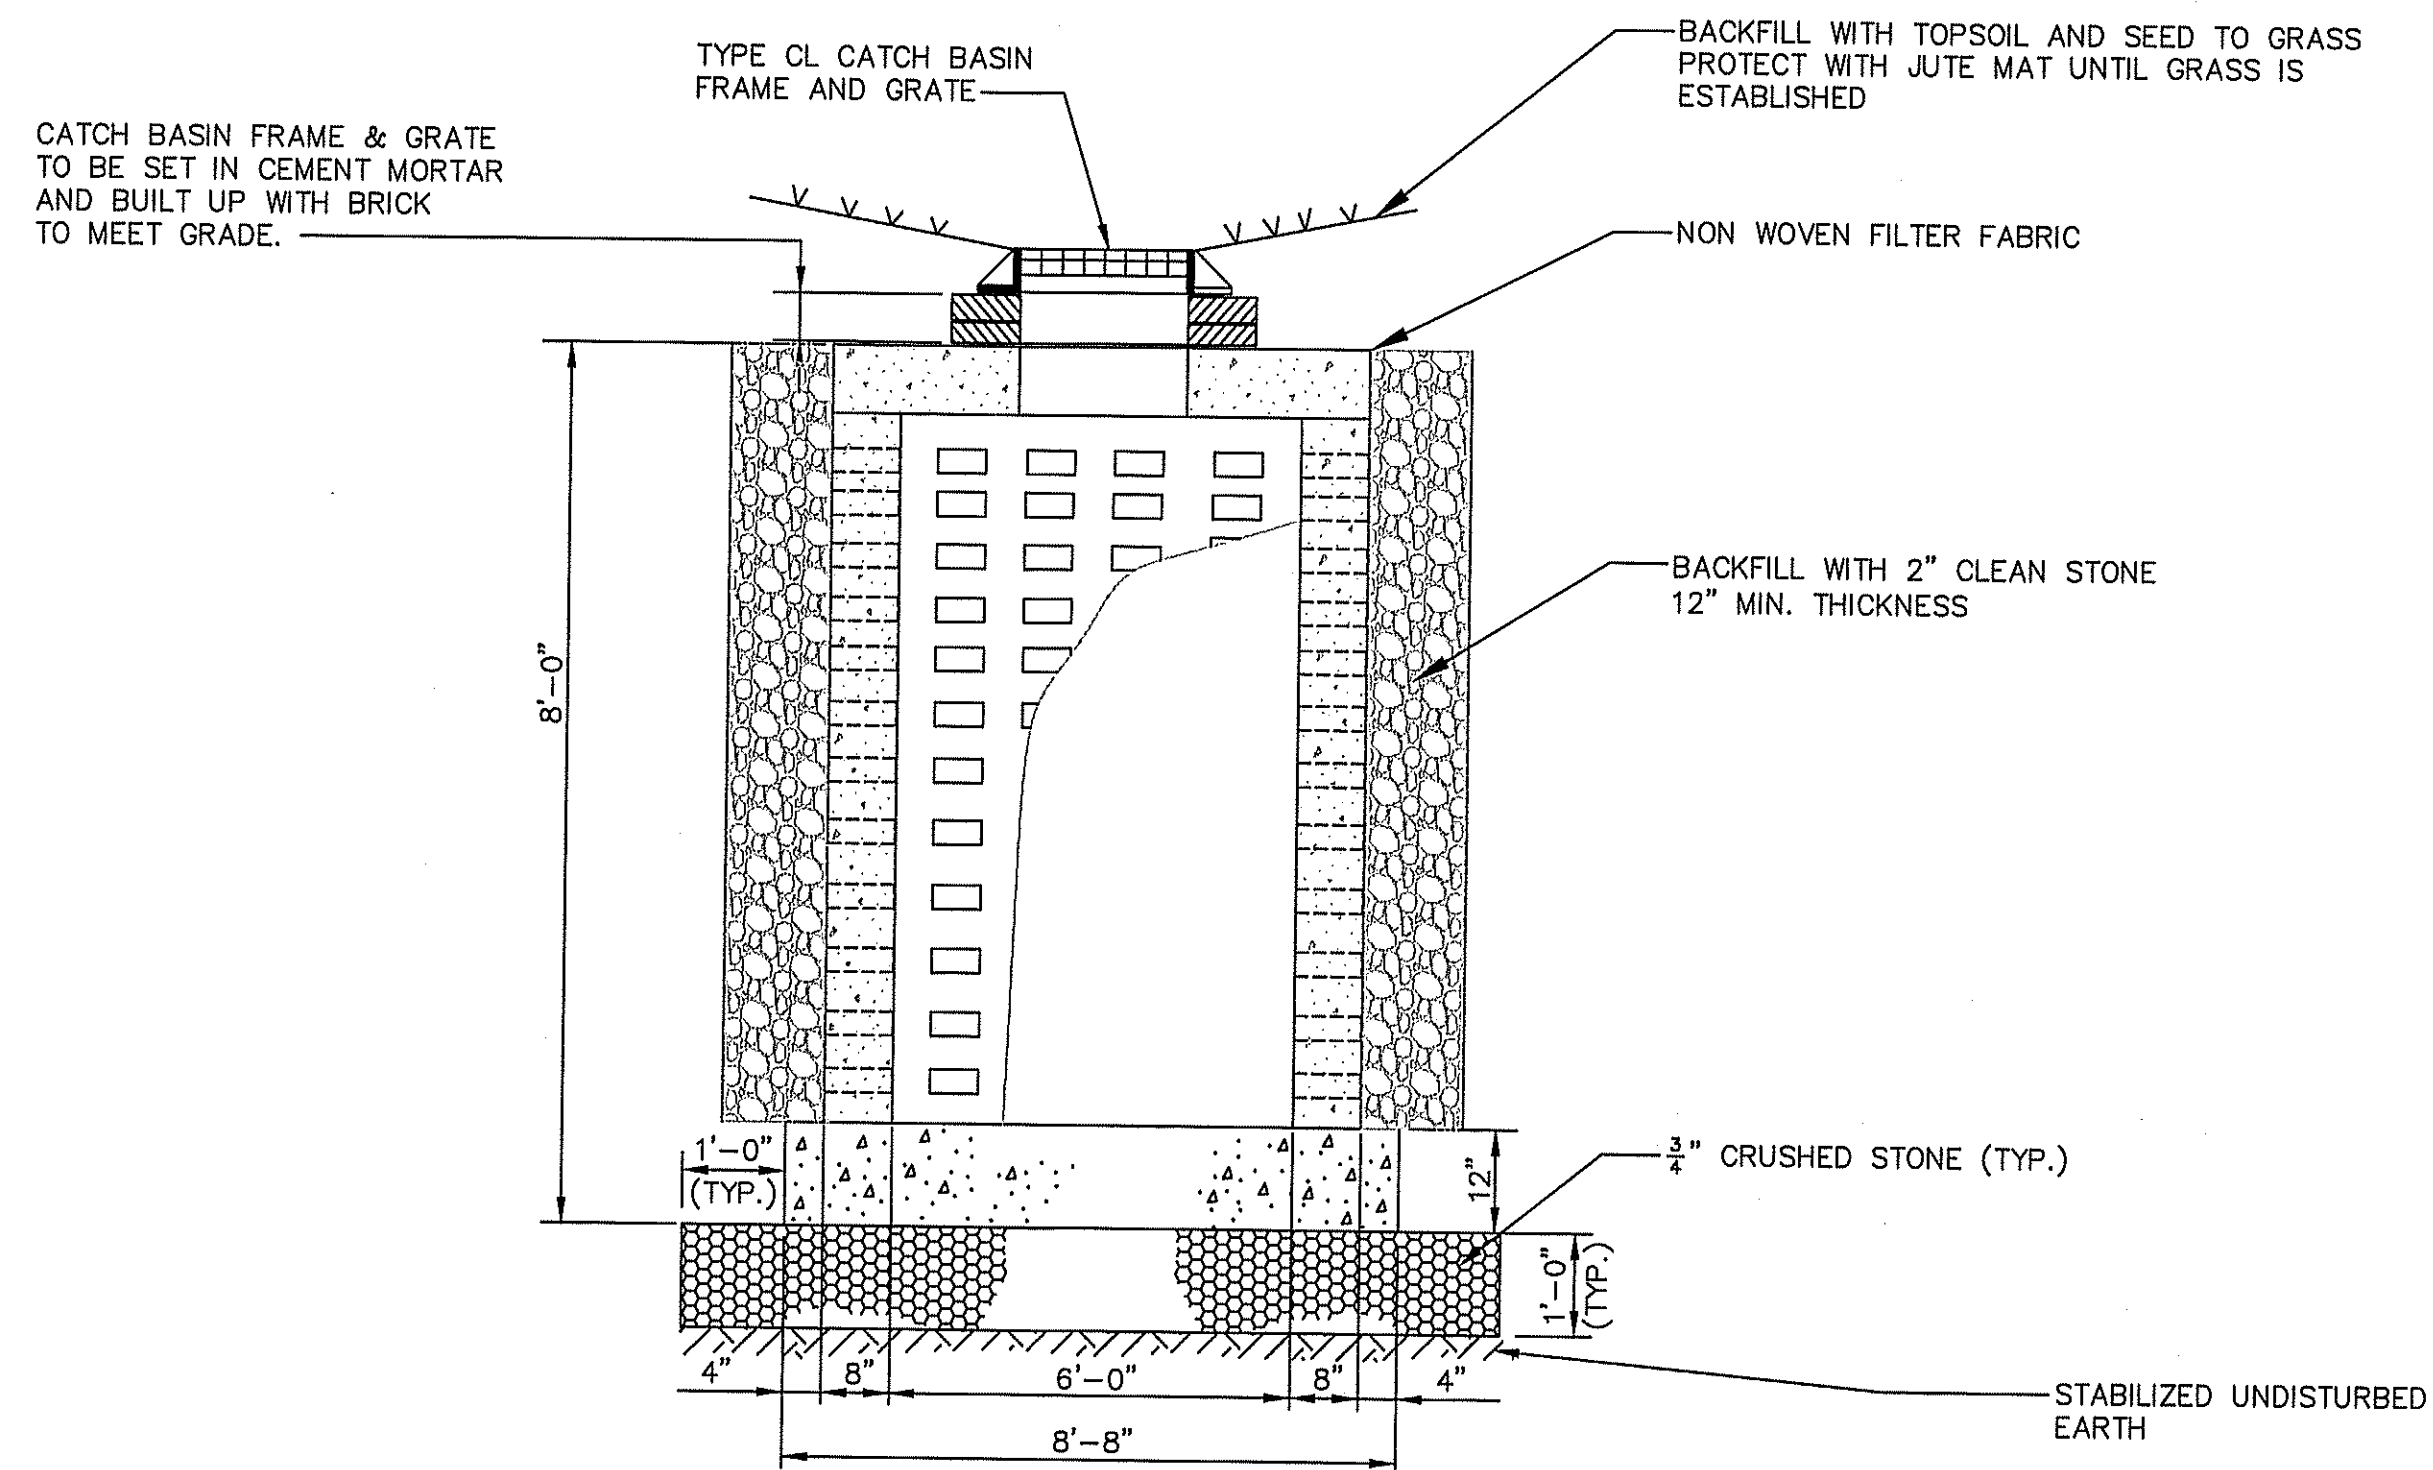 TYPE CL CATCH BASIN
FRAME AND GRATE
BACKFILL WITH TOPSOIL AND SEED TO GRASS
PROTECT WITH JUTE MAT UNTIL GRASS IS
ESTABLISHED
CATCH BASIN FRAME & GRATE
TO BE SET IN CEMENT MORTAR
AND BUILT UP WITH BRICK
TO MEET GRADE.
NON WOVEN FILTER FABRIC
BACKFILL WITH 2" CLEAN STONE
12" MIN. THICKNESS
8'-0"
1'-0"
(TYP.)
12"
3/4" CRUSHED STONE (TYP.)
1'-0"
(TYP.)
4"
8"
6'-0"
8"
4"
8'-8"
STABILIZED UNDISTURBED
EARTH